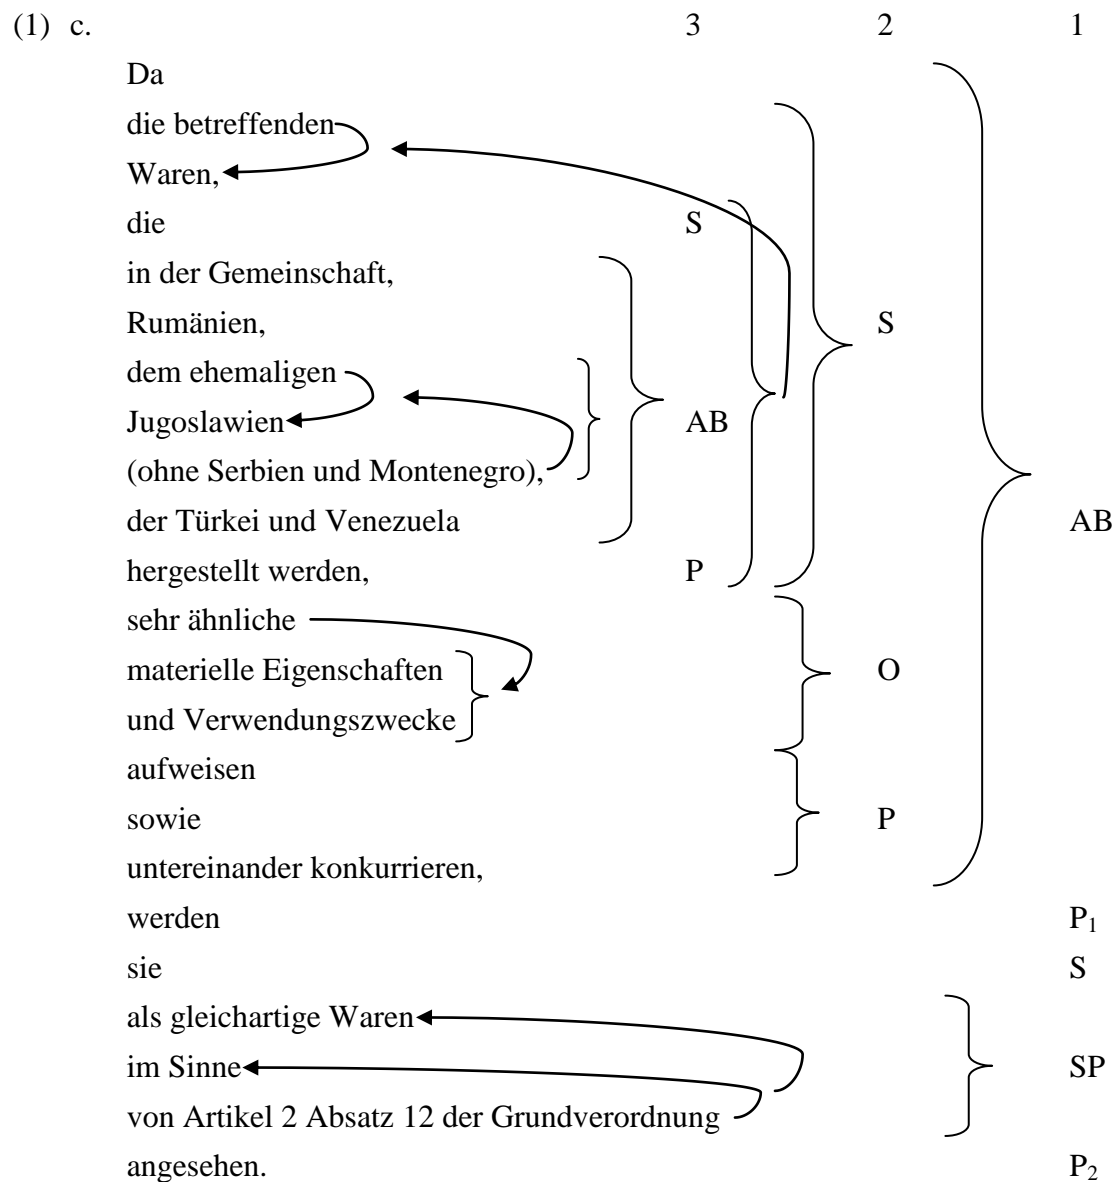 (1) c. 3 2 1
Da
die betreffenden
Waren,
die S
in der Gemeinschaft,
Rumänien, S
dem ehemaligen
Jugoslawien AB
(ohne Serbien und Montenegro),
der Türkei und Venezuela AB
hergestellt werden, P
sehr ähnliche
materielle Eigenschaften O
und Verwendungszwecke
aufweisen
sowie P
untereinander konkurrieren,
werden P₁
sie S
als gleichartige Waren
im Sinne SP
von Artikel 2 Absatz 12 der Grundverordnung
angesehen. P₂